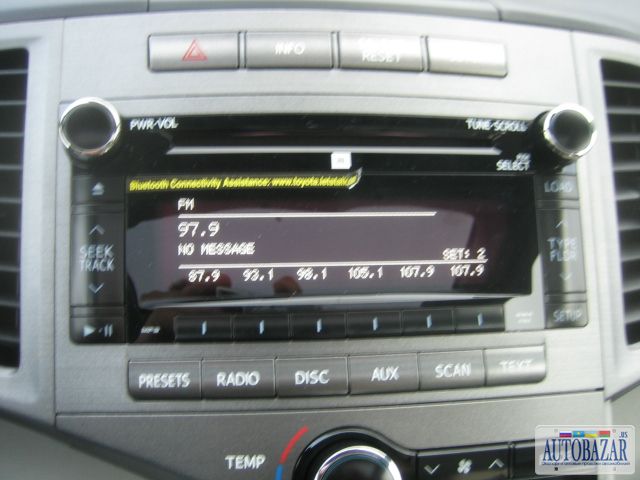 INFO
RESET
PWR·VOL
TUNE·SCROLL
SELECT
LOAD
Bluetooth Connectivity Assistance: www.toyota.letstalk
FM
97.9
NO MESSAGE
SET: 2
87.9 93.1 98.1 105.1 107.9 107.9
SEEK
TRACK
TYPE
FLDR
SETUP
PRESETS
RADIO
DISC
AUX
SCAN
TEXT
TEMP
.US
AUTOBAZAR